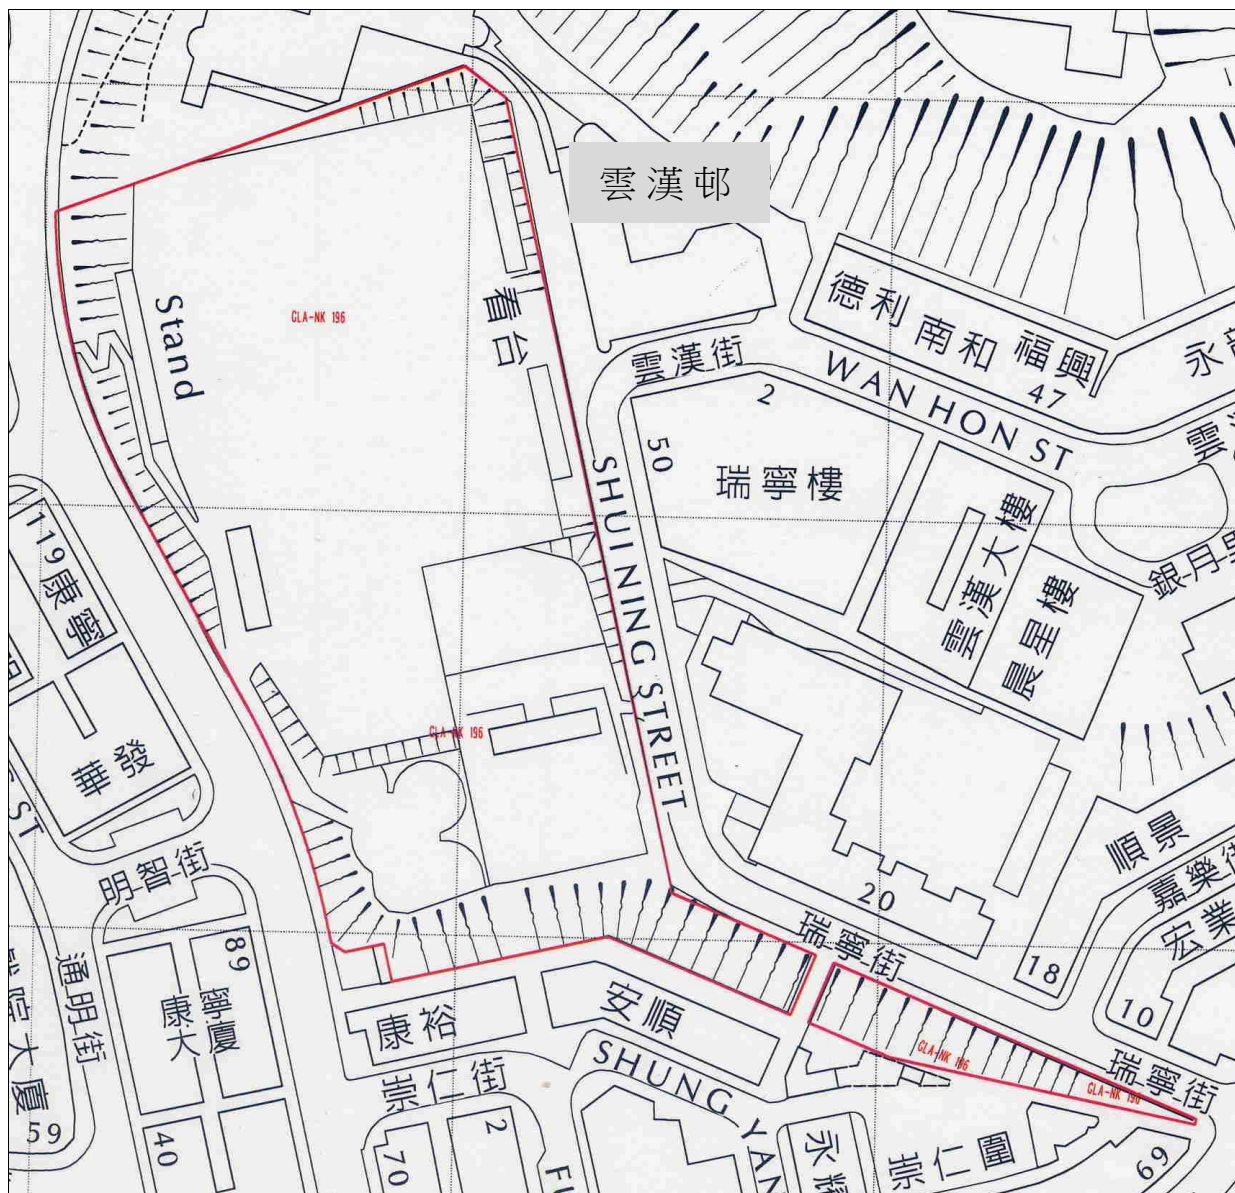 雲漢邨
Stand
GLA-NK 196
看台
德利
南和
福興
47
WAN HON ST
雲漢街
2
50
瑞寧樓
雲漢大樓
晨星樓
SHUI NING STREET
119
康寧
華發
GLA-NK 196
順景
ST
明智街
89
通明街
康寧大廈
20
瑞寧街
18
嘉樂街
宏業
10
康裕
安順
崇仁街
SHUNG YAN
GLA-NK 196
GLA-NK 196
瑞寧街
59
40
70
2
永耀
崇仁圍
69